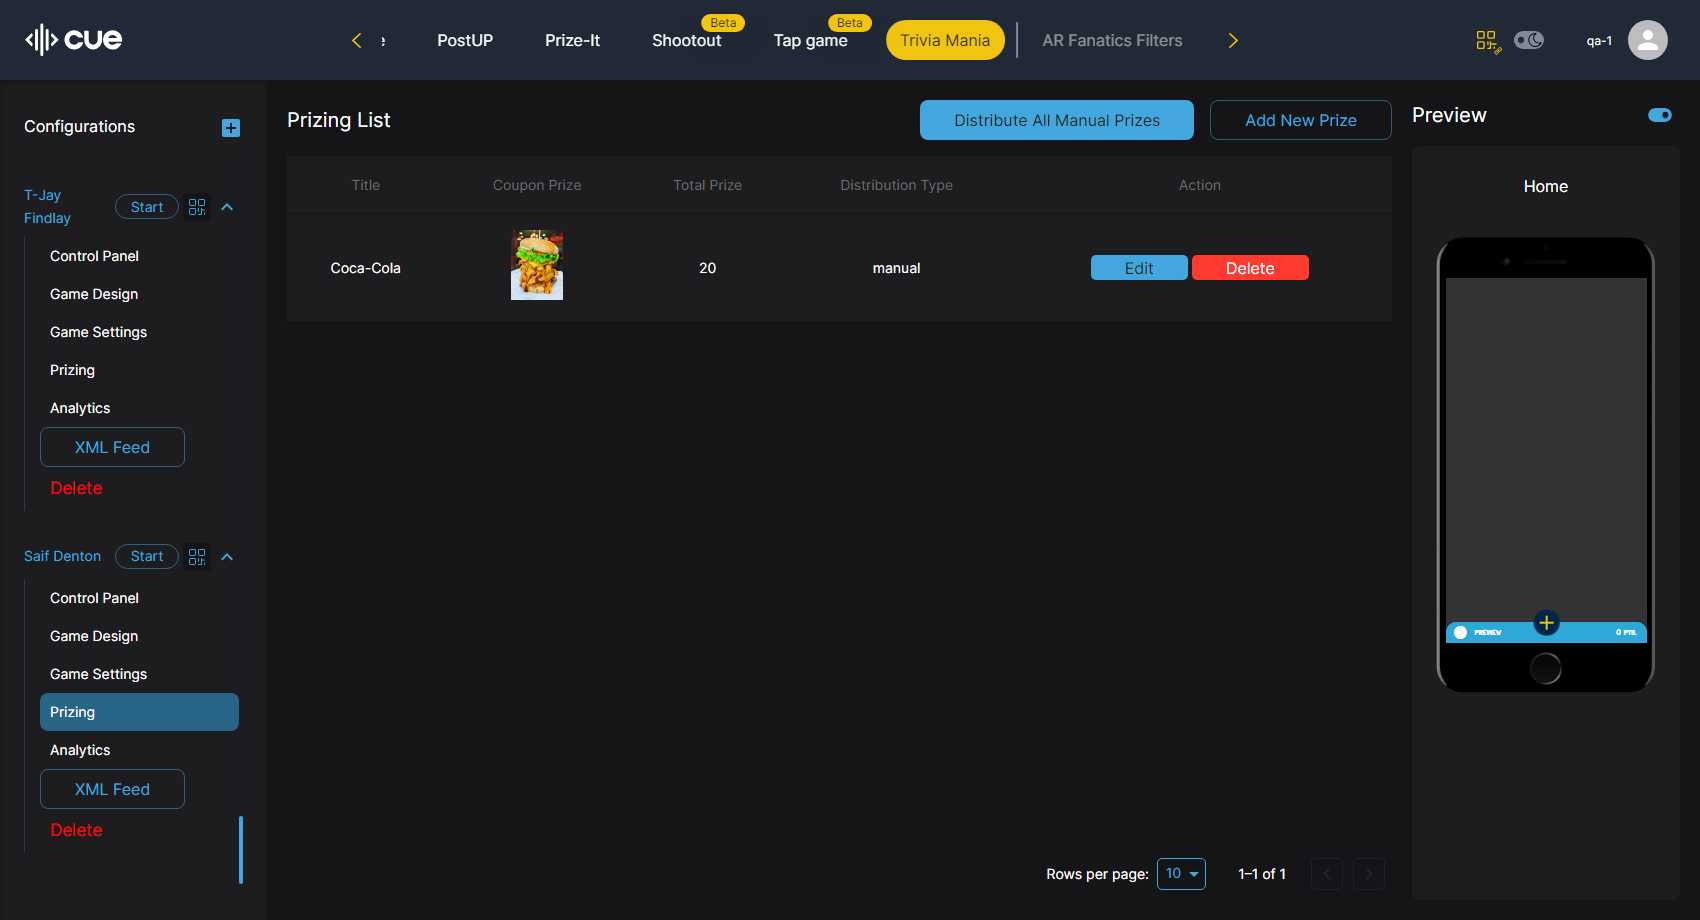 cue
PostUP
Prize-It
Beta
Shootout
Beta
Tap game
Trivia Mania
AR Fanatics Filters
qa-1
Configurations
T-Jay
Findlay
Start
Control Panel
Game Design
Game Settings
Prizing
Analytics
XML Feed
Delete
Saif Denton
Start
Control Panel
Game Design
Game Settings
Prizing
Analytics
XML Feed
Delete
Prizing List
Distribute All Manual Prizes
Add New Prize
Title Coupon Prize Total Prize Distribution Type Action
Coca-Cola 20 manual Edit Delete
Rows per page: 10 1–1 of 1
Preview
Home
PREVIEW 0 PTS.